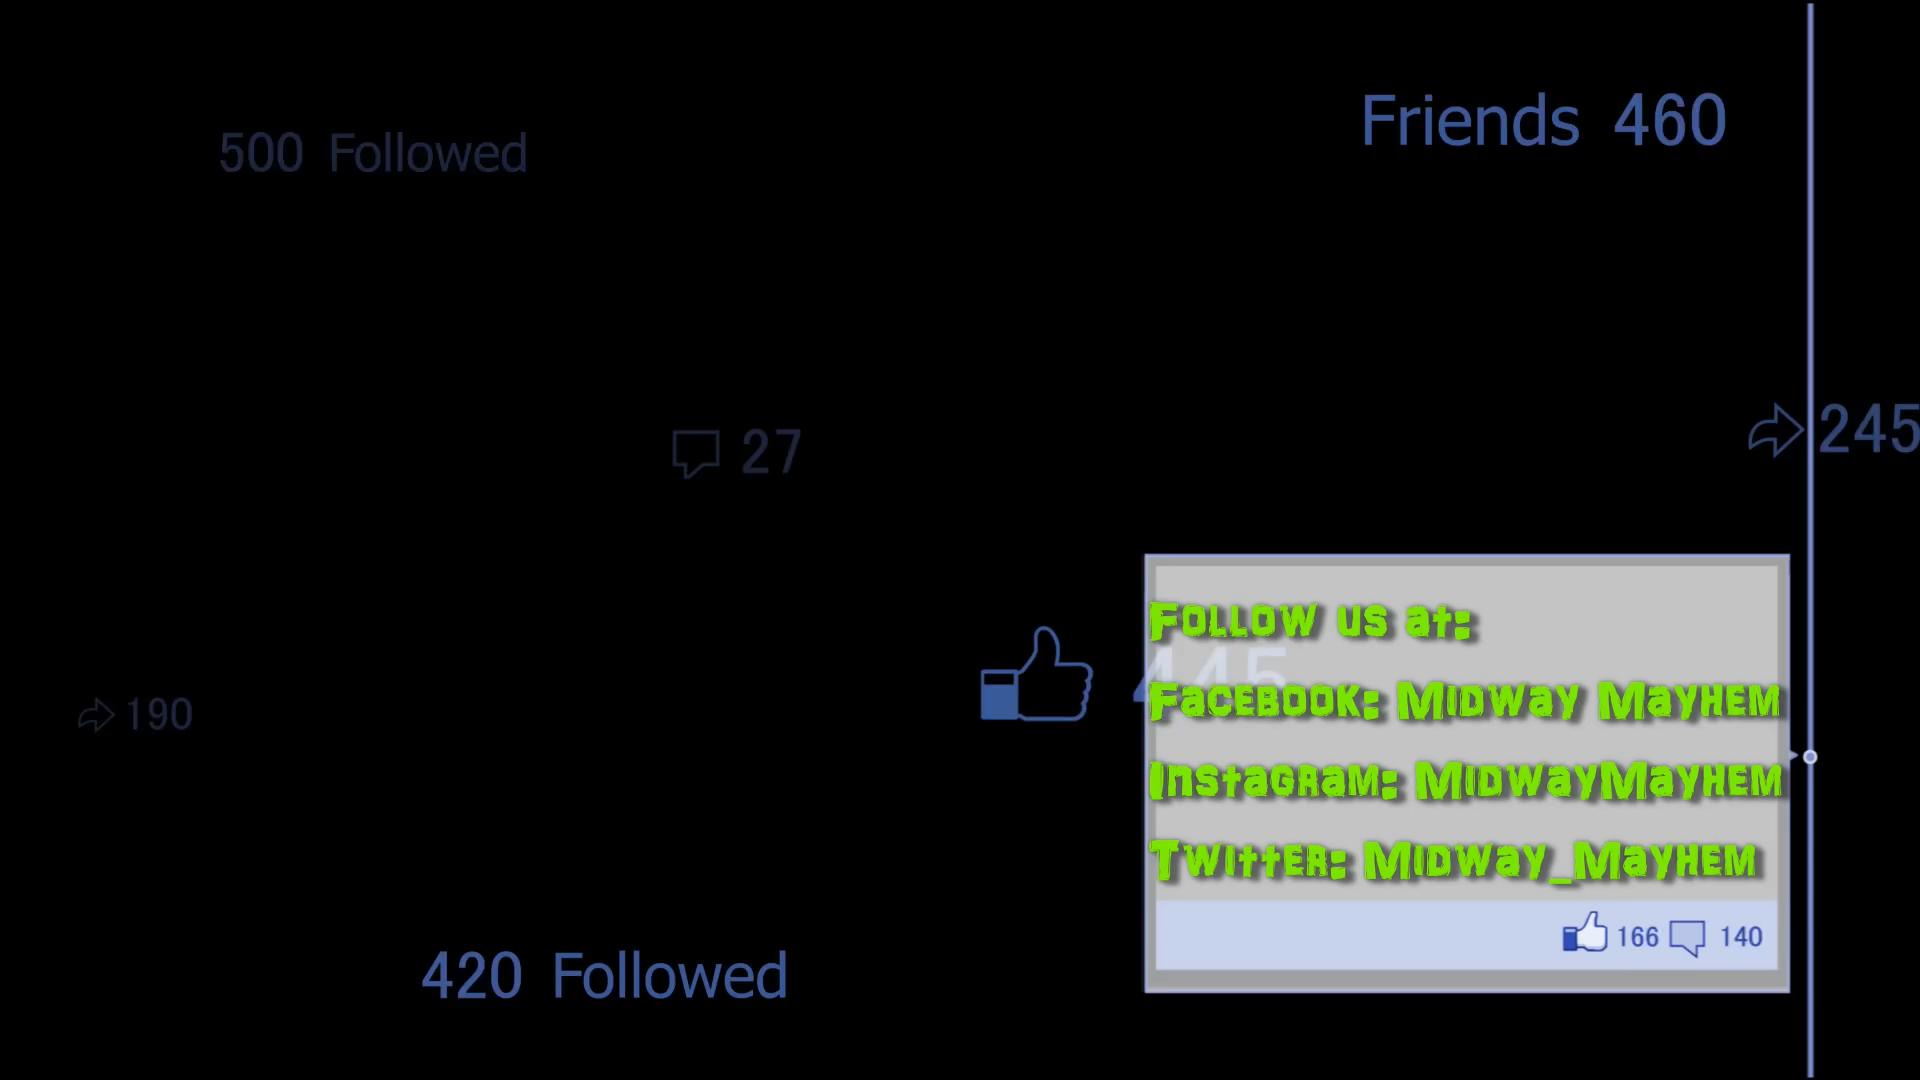 Friends 460
500 Followed
245
27
Follow us at:
445
Facebook: Midway Mayhem
190
Instagram: MidwayMayhem
Twitter: Midway_Mayhem
166 140
420 Followed